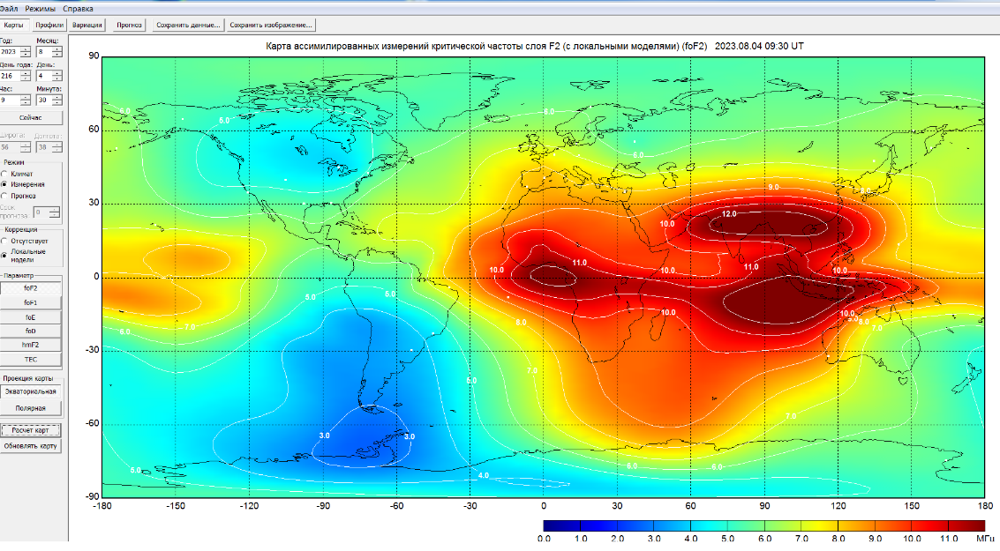 Файл Режимы Справка
Карты Профили Вариации Прогноз Сохранить данные... Сохранить изображение...
Год: Месяц:
2023 8
День года: День:
216 4
Час: Минута:
9 30
Сейчас
Широта: Долгота:
56 38
Режим
Климат
Измерения
Прогноз
Срок
прогноза: 0
Коррекция
Отсутствует
Локальные
модели
Параметр
foF2
foF1
foE
foD
hmF2
TEC
Проекция карты
Экваториальная
Полярная
Расчет карт
Обновлять карту
Карта ассимилированных измерений критической частоты слоя F2 (с локальными моделями) (foF2) 2023.08.04 09:30 UT
90
60
30
0
-30
-60
-90
-180 -150 -120 -90 -60 -30 0 30 60 90 120 150 180
6.0
5.0
6.0
6.0
9.0
12.0
10.0
10.0
11.0
10.0
11.0
10.0
5.0
5.0
8.0
10.0
10.0
9.0
8.0
7.0
6.0
7.0
7.0
5.0
7.0
3.0
3.0
5.0
4.0
6.0
6.0
0.0 1.0 2.0 3.0 4.0 5.0 6.0 7.0 8.0 9.0 10.0 11.0 МГц